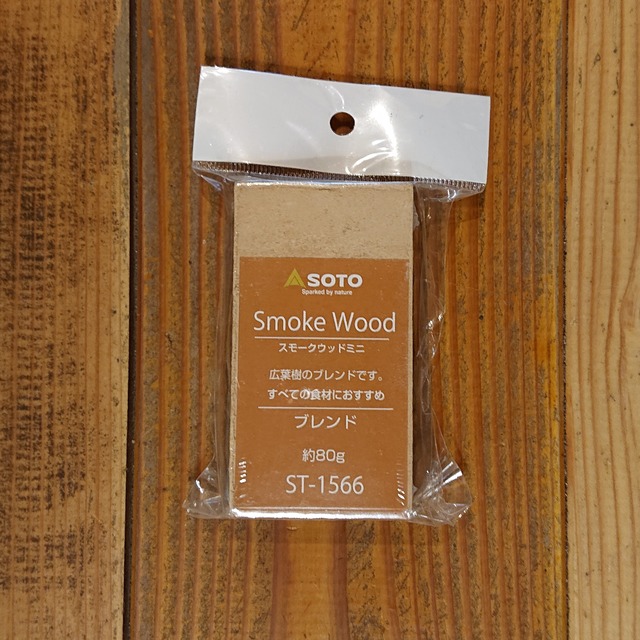 SOTO
Sparked by nature
Smoke Wood
スモークウッドミニ
広葉樹のブレンドです。
すべての食材におすすめ
ブレンド
約80g
ST-1566